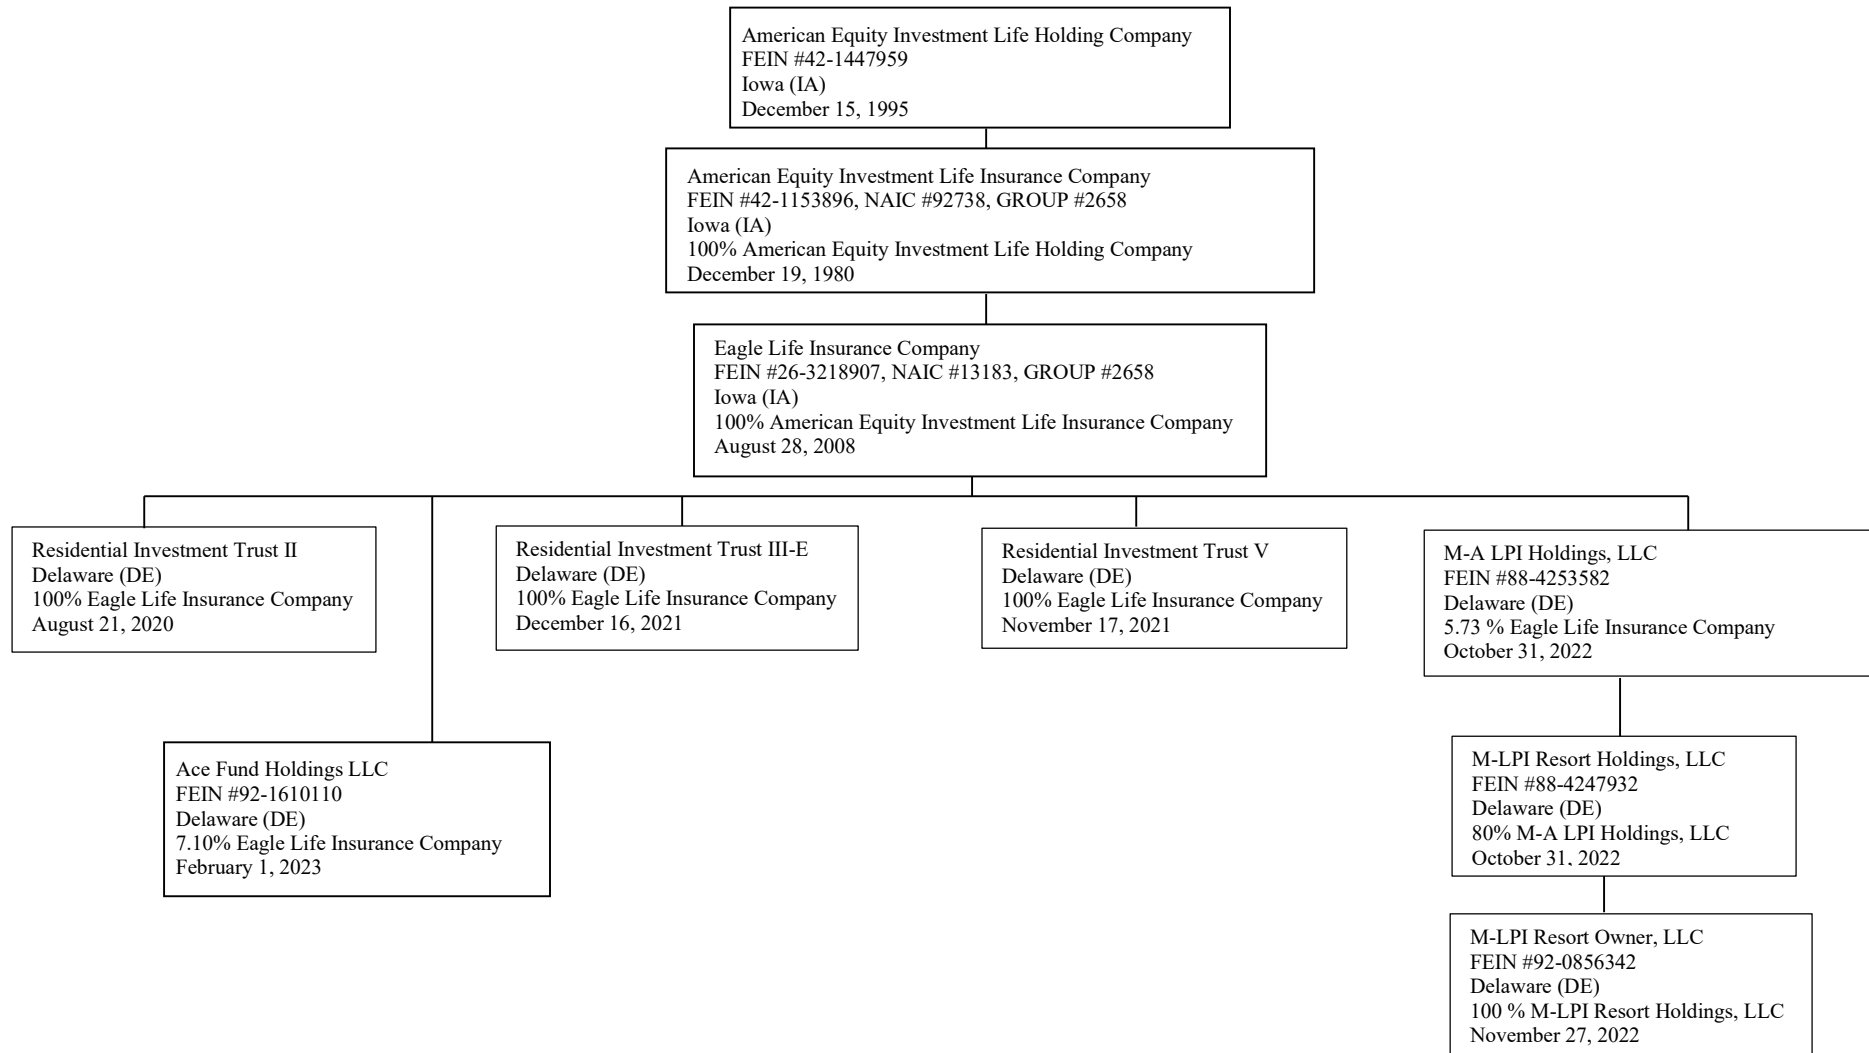 American Equity Investment Life Holding Company
FEIN #42-1447959
Iowa (IA)
December 15, 1995
American Equity Investment Life Insurance Company
FEIN #42-1153896, NAIC #92738, GROUP #2658
Iowa (IA)
100% American Equity Investment Life Holding Company
December 19, 1980
Eagle Life Insurance Company
FEIN #26-3218907, NAIC #13183, GROUP #2658
Iowa (IA)
100% American Equity Investment Life Insurance Company
August 28, 2008
Residential Investment Trust II
Delaware (DE)
100% Eagle Life Insurance Company
August 21, 2020
Residential Investment Trust III-E
Delaware (DE)
100% Eagle Life Insurance Company
December 16, 2021
Residential Investment Trust V
Delaware (DE)
100% Eagle Life Insurance Company
November 17, 2021
M-A LPI Holdings, LLC
FEIN #88-4253582
Delaware (DE)
5.73 % Eagle Life Insurance Company
October 31, 2022
Ace Fund Holdings LLC
FEIN #92-1610110
Delaware (DE)
7.10% Eagle Life Insurance Company
February 1, 2023
M-LPI Resort Holdings, LLC
FEIN #88-4247932
Delaware (DE)
80% M-A LPI Holdings, LLC
October 31, 2022
M-LPI Resort Owner, LLC
FEIN #92-0856342
Delaware (DE)
100 % M-LPI Resort Holdings, LLC
November 27, 2022